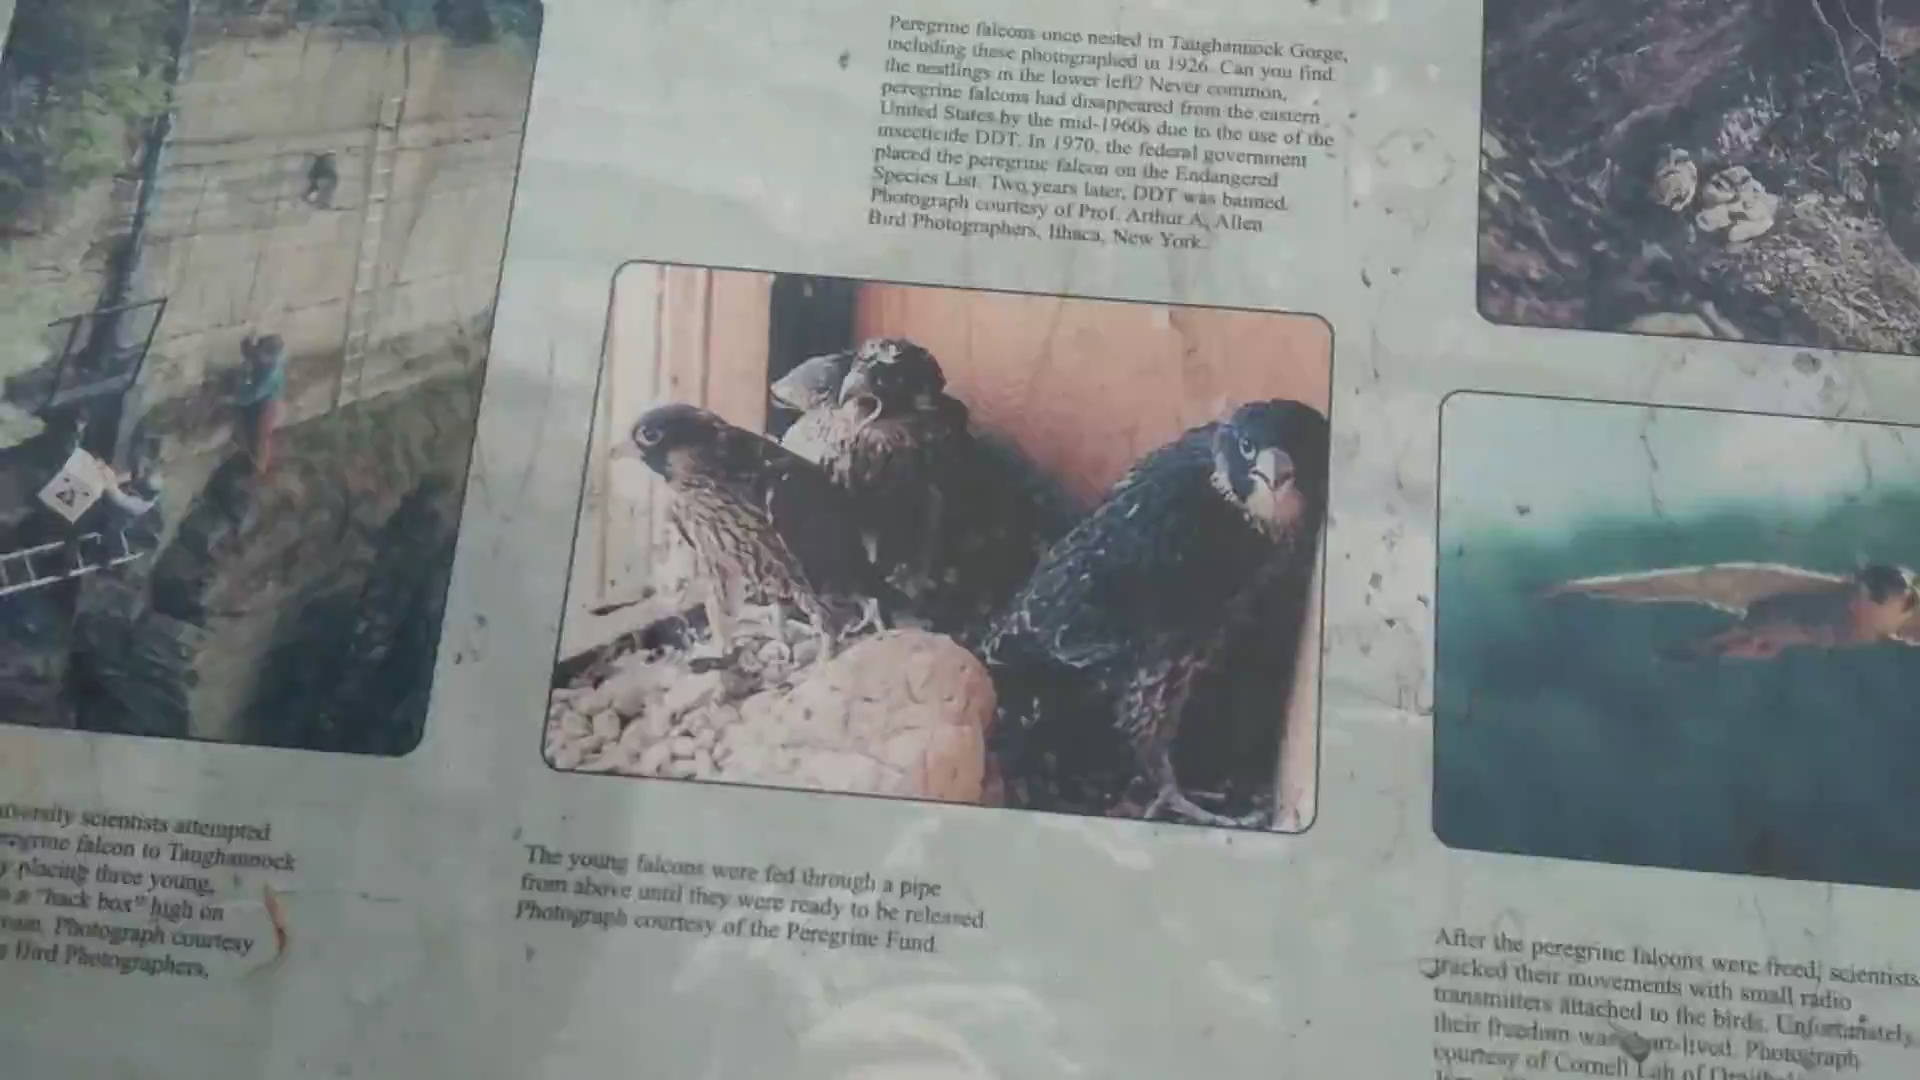 Peregrine falcons once nested in Taughannock Gorge,
including these photographed in 1926. Can you find
the nestlings in the lower left? Never common,
peregrine falcons had disappeared from the eastern
United States by the mid-1960s due to the use of the
insecticide DDT. In 1970, the federal government
placed the peregrine falcon on the Endangered
Species List. Two years later, DDT was banned.
Photograph courtesy of Prof. Arthur A. Allen
Bird Photographers, Ithaca, New York.
scientists attempted
falcon to Taughannock
placing three young,
a "hack box" high on
Photograph courtesy
Bird Photographers,
The young falcons were fed through a pipe
from above until they were ready to be released.
Photograph courtesy of the Peregrine Fund.
After the peregrine falcons were freed, scientists
tracked their movements with small radio
transmitters attached to the birds. Unfortunately,
their freedom was short-lived. Photograph
courtesy of Cornell Lab of